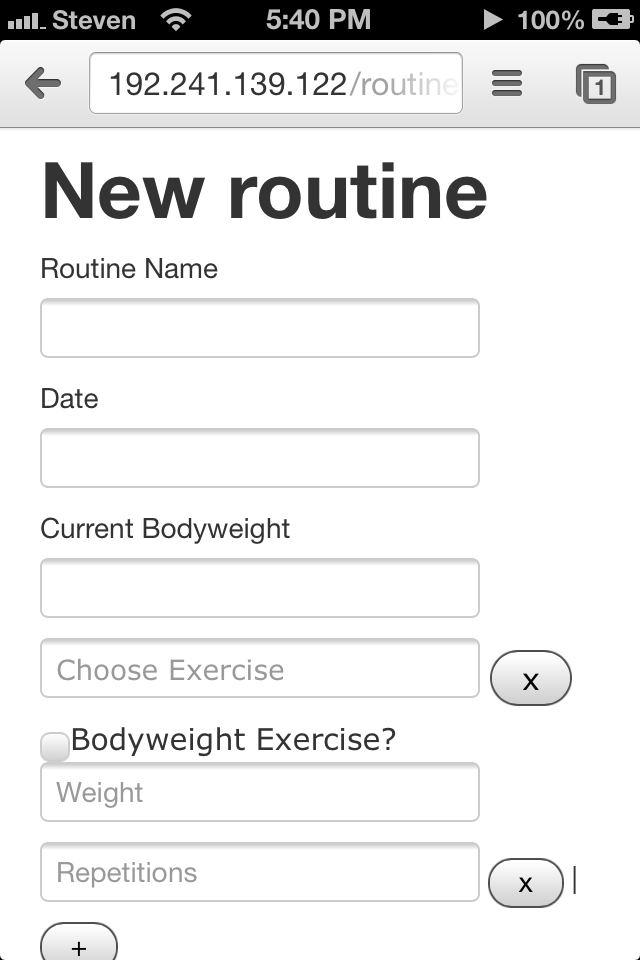 Steven 5:40 PM 100%
192.241.139.122/routine
1
New routine
Routine Name
Date
Current Bodyweight
Choose Exercise x
Bodyweight Exercise?
Weight
Repetitions x |
+